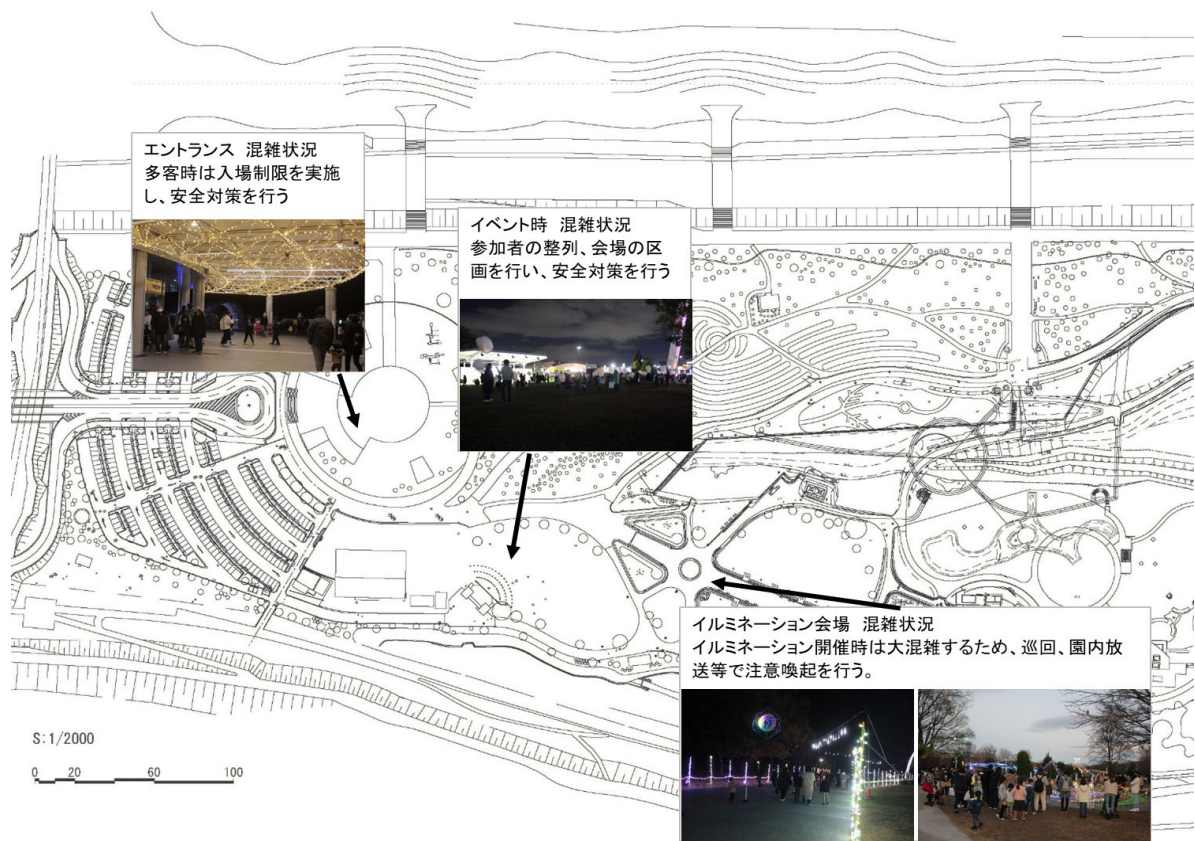 エントランス 混雑状況
多客時は入場制限を実施
し、安全対策を行う
イベント時 混雑状況
参加者の整列、会場の区
画を行い、安全対策を行う
イルミネーション会場 混雑状況
イルミネーション開催時は大混雑するため、巡回、園内放
送等で注意喚起を行う。
S:1/2000
0 20 60 100